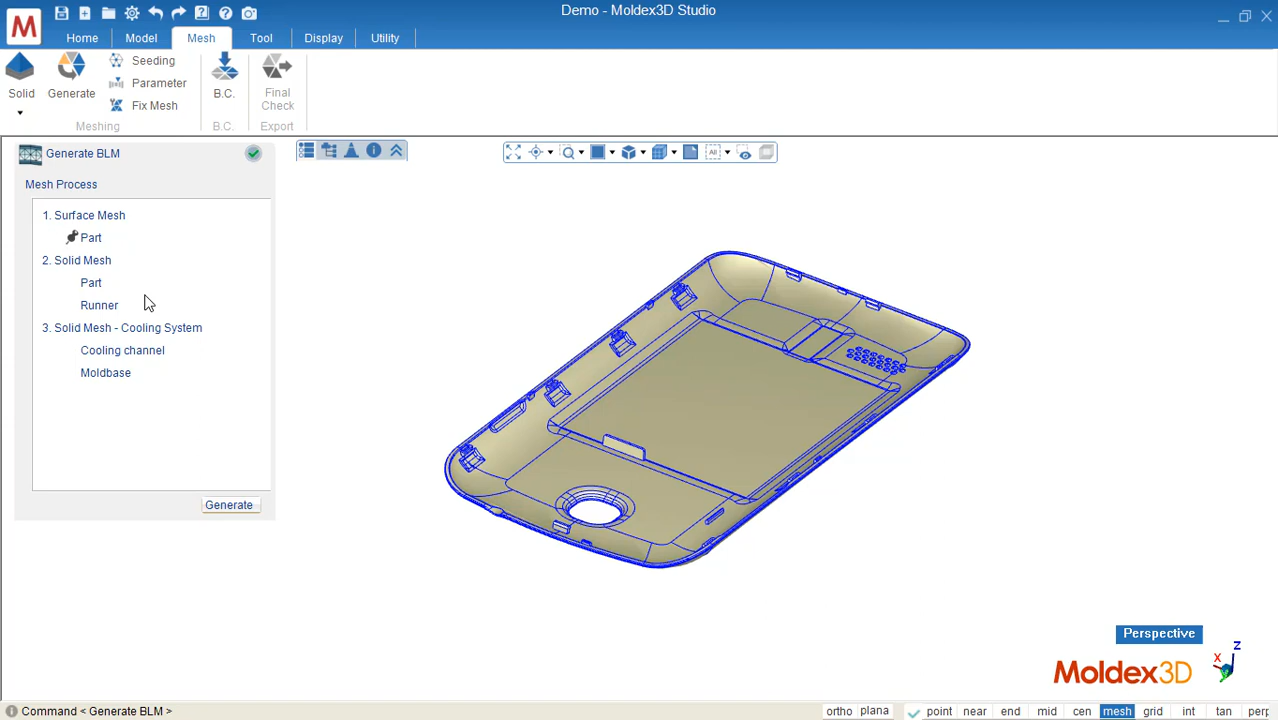 M
Demo - Moldex3D Studio
Home Model Mesh Tool Display Utility
Solid
Generate
Seeding
Parameter
Fix Mesh
Meshing
B.C.
B.C.
Final
Check
Export
Generate BLM
Mesh Process
1. Surface Mesh
Part
2. Solid Mesh
Part
Runner
3. Solid Mesh - Cooling System
Cooling channel
Moldbase
Generate
All
Perspective
Z
X
Moldex3D
Command < Generate BLM >
ortho plana point near end mid cen mesh grid int tan perp